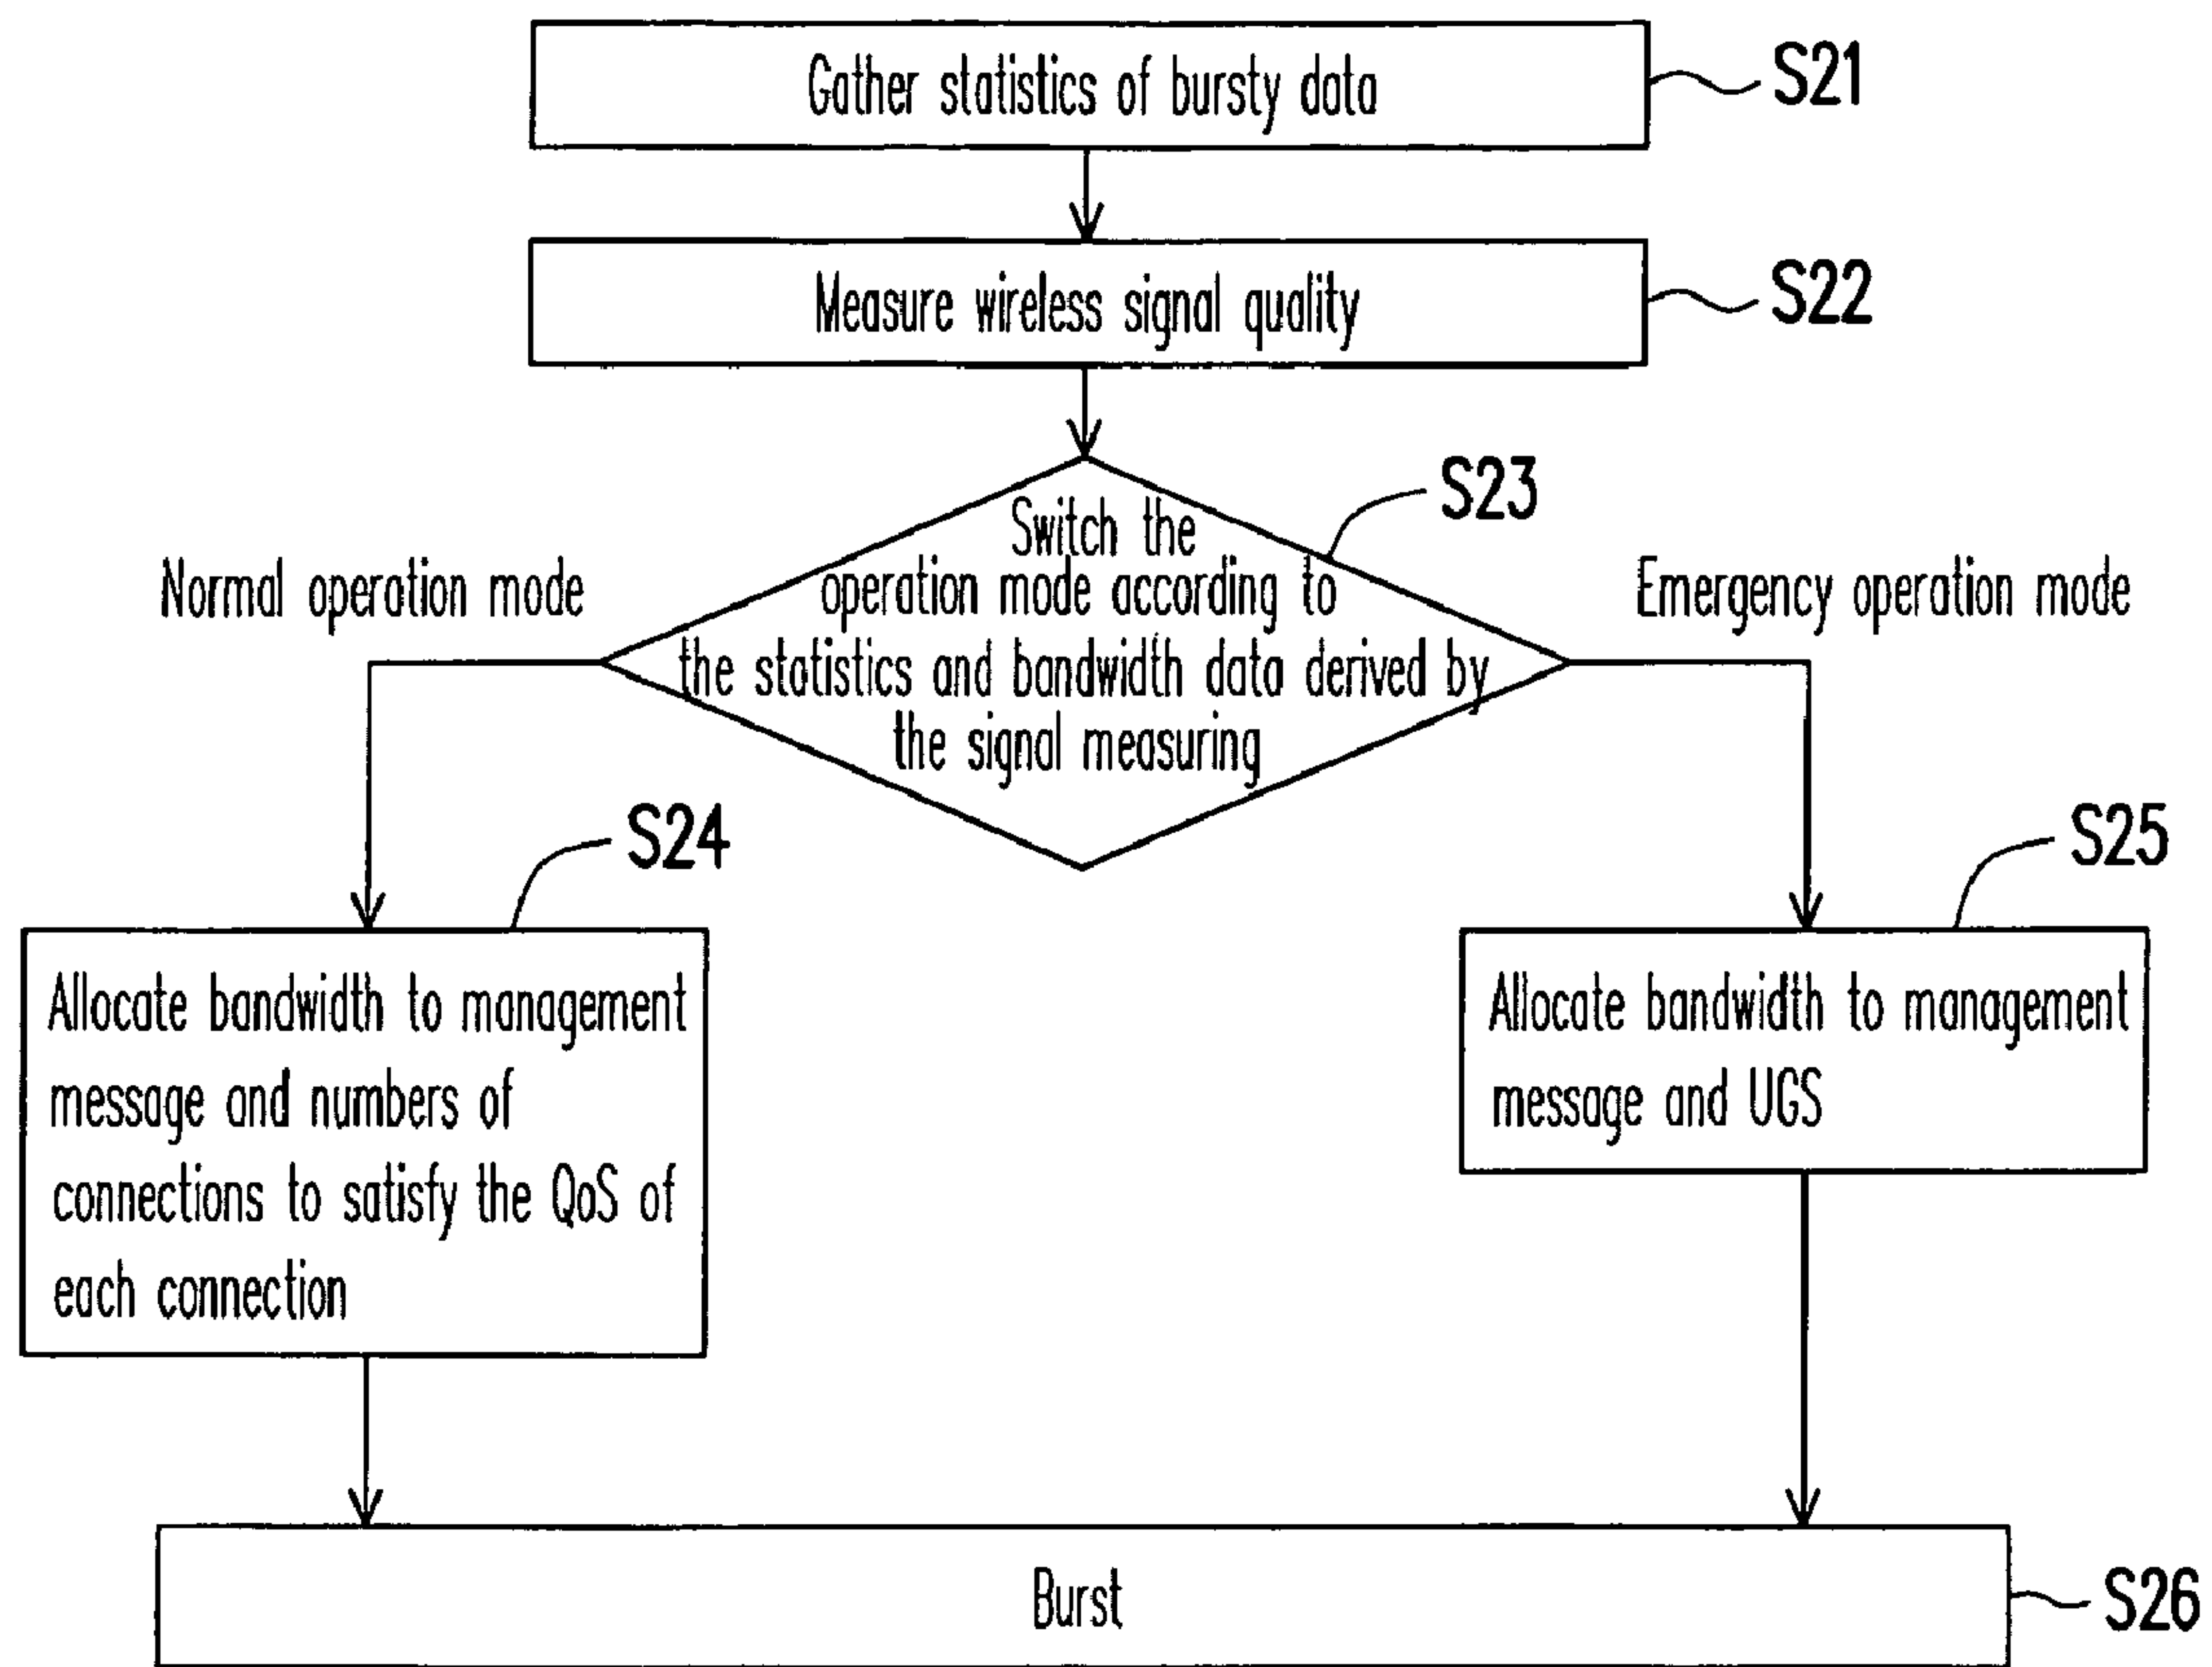 Gather statistics of bursty data
S21
Measure wireless signal quality
S22
Switch the
operation mode according to
the statistics and bandwidth data derived by
the signal measuring
S23
Normal operation mode
Emergency operation mode
S24
S25
Allocate bandwidth to management
message and numbers of
connections to satisfy the QoS of
each connection
Allocate bandwidth to management
message and UGS
Burst
S26